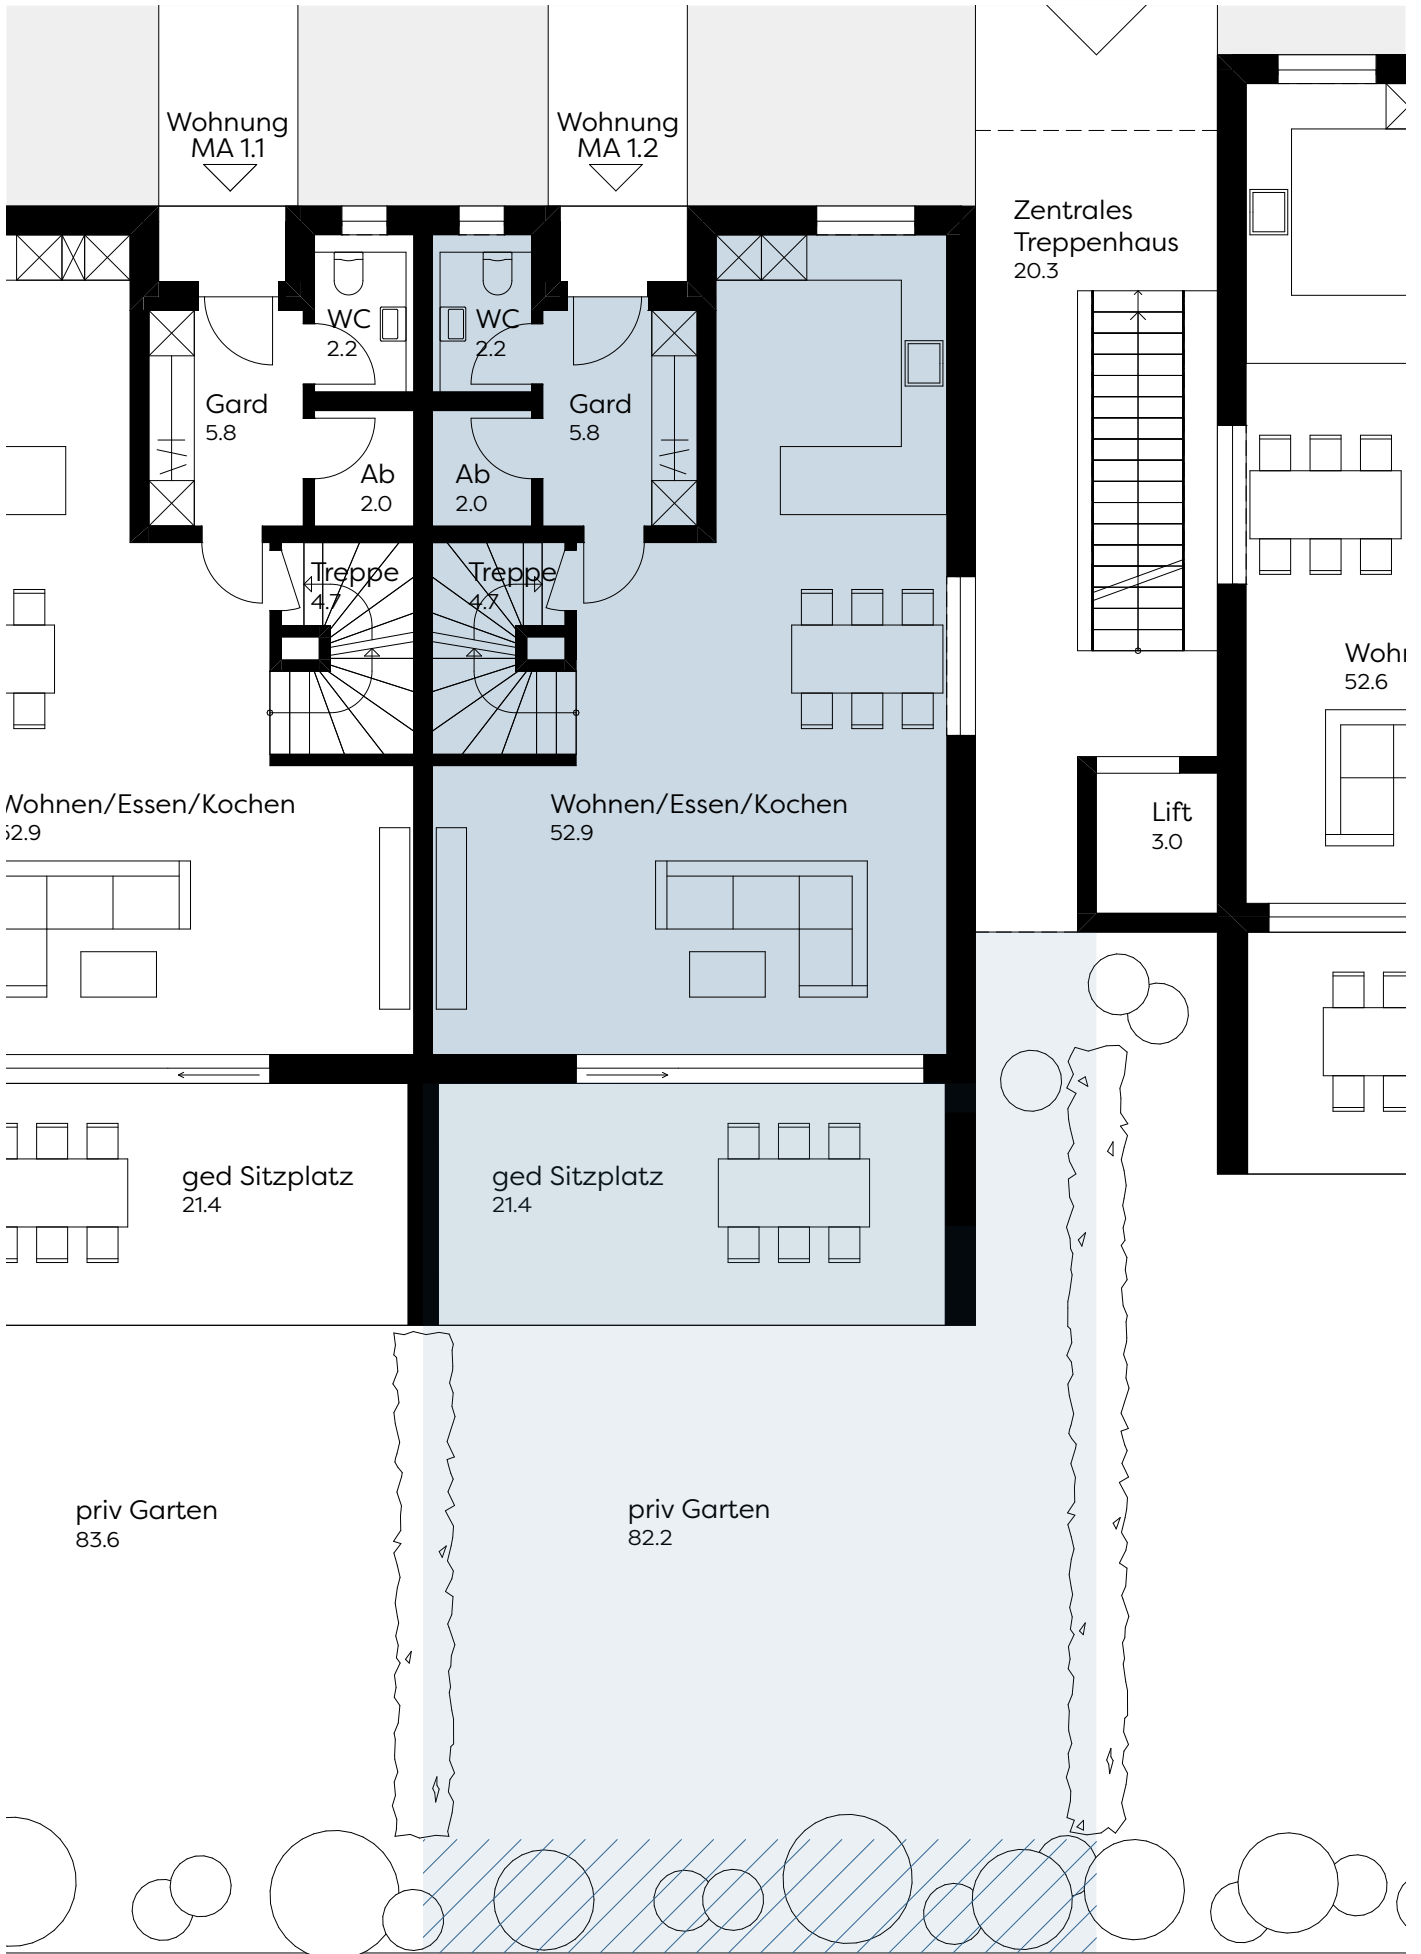 Wohnung
MA 1.1
Wohnung
MA 1.2
Zentrales
Treppenhaus
20.3
WC
2.2
WC
2.2
Gard
5.8
Gard
5.8
Ab
2.0
Ab
2.0
Treppe
4.7
Treppe
4.7
Wohn
52.6
Wohnen/Essen/Kochen
52.9
Wohnen/Essen/Kochen
52.9
Lift
3.0
ged Sitzplatz
21.4
ged Sitzplatz
21.4
priv Garten
83.6
priv Garten
82.2